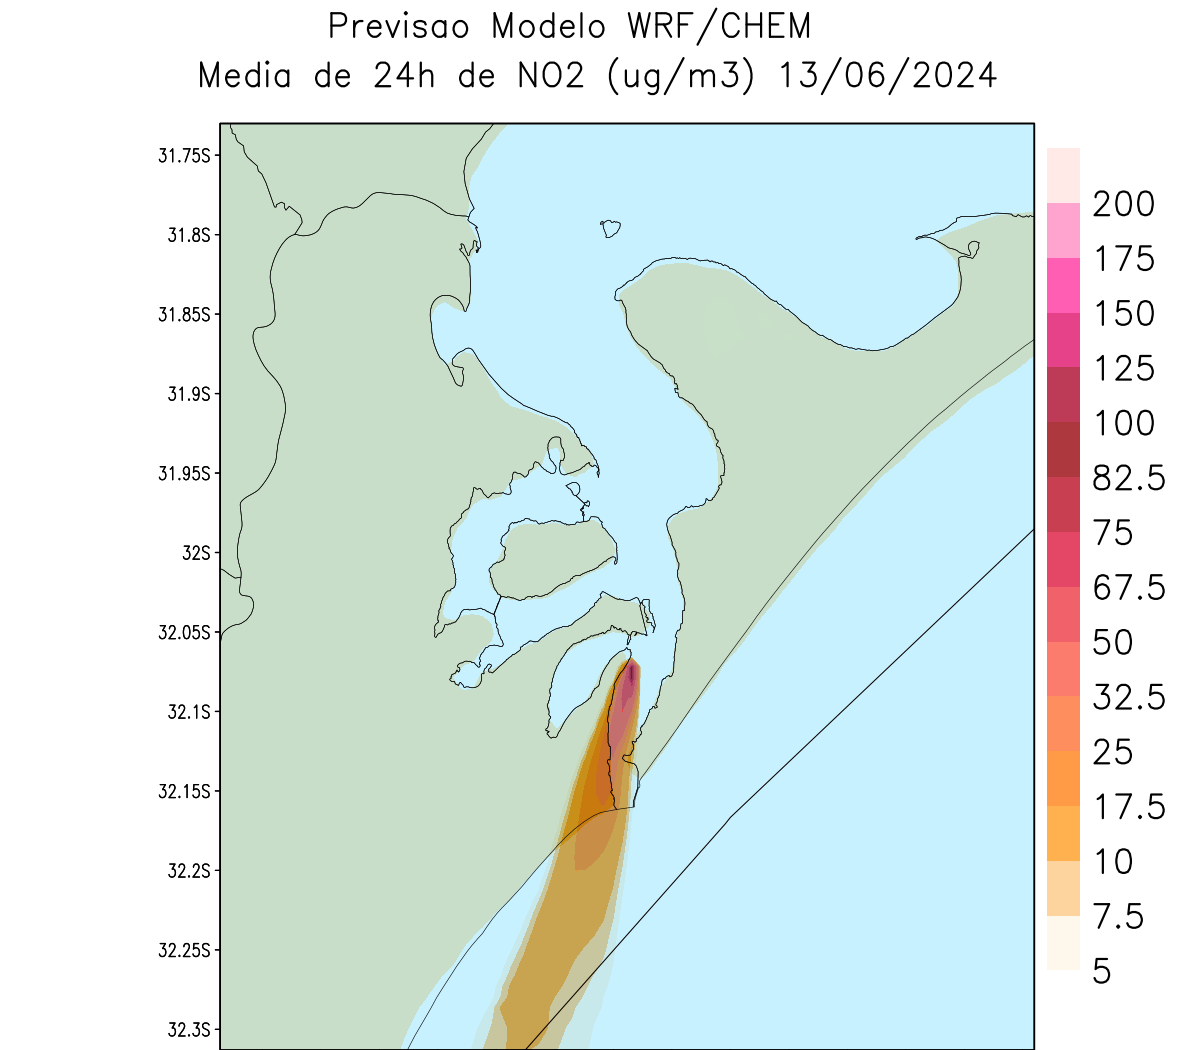 Previsao Modelo WRF/CHEM
Media de 24h de NO2 (ug/m3) 13/06/2024
31.75S
31.8S
31.85S
31.9S
31.95S
32S
32.05S
32.1S
32.15S
32.2S
32.25S
32.3S
200
175
150
125
100
82.5
75
67.5
50
32.5
25
17.5
10
7.5
5